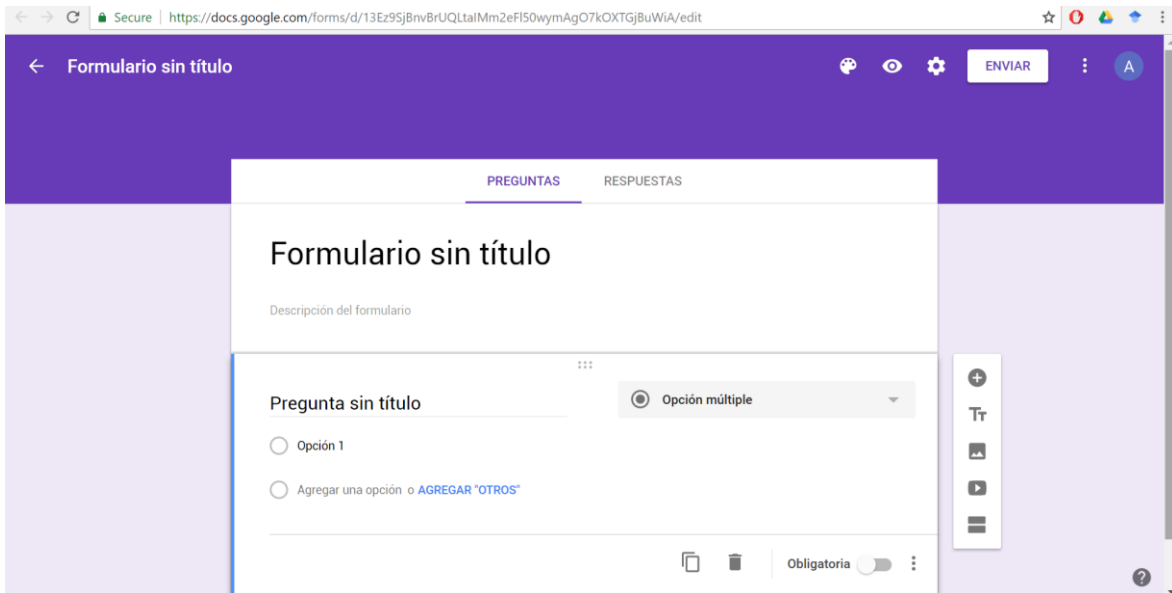 Secure https://docs.google.com/forms/d/13Ez9SjBnvBrUQLtaIMm2eFl50wymAgO7kOXTGjBuWiA/edit
Formulario sin título ENVIAR A
PREGUNTAS RESPUESTAS
Formulario sin título
Descripción del formulario
Pregunta sin título Opción múltiple
Opción 1
Agregar una opción o AGREGAR "OTROS"
Obligatoria